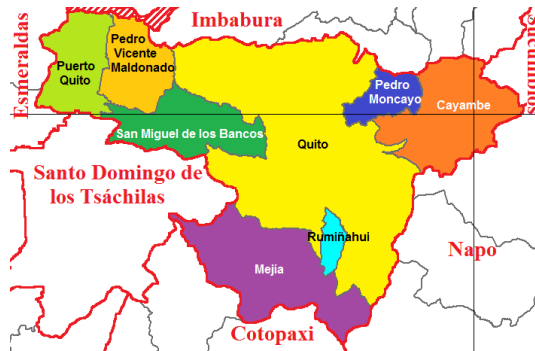 Imbabura
Esmeraldas
Sucumbíos
Pedro
Vicente
Maldonado
Puerto
Quito
Pedro
Moncayo
Cayambe
San Miguel de los Bancos
Quito
Santo Domingo de
los Tsáchilas
Rumiñahui
Napo
Mejía
Cotopaxi